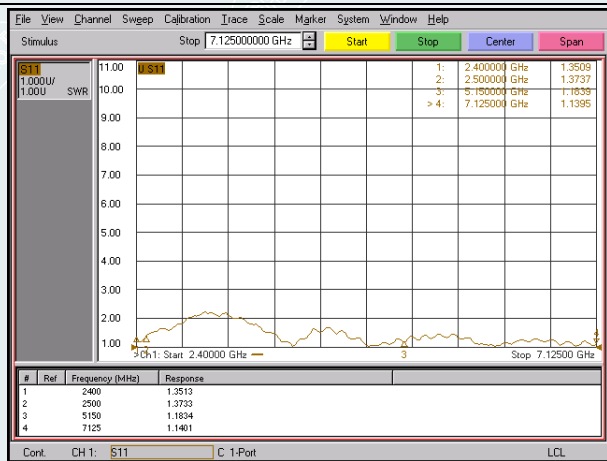 File View Channel Sweep Calibration Trace Scale Marker System Window Help
Stimulus Stop 7.125000000 GHz Start Stop Center Span
S11
1.000U/
1.00U SWR
U S11
11.00
10.00
9.00
8.00
7.00
6.00
5.00
4.00
3.00
2.00
1.00
1: 2.400000 GHz 1.3509
2: 2.500000 GHz 1.3737
3: 5.150000 GHz 1.1839
> 4: 7.125000 GHz 1.1395
3
>Ch1: Start 2.40000 GHz Stop 7.12500 GHz
# Ref Frequency (MHz) Response
1 2400 1.3513
2 2500 1.3733
3 5150 1.1834
4 7125 1.1401
Cont. CH 1: S11 C 1-Port LCL